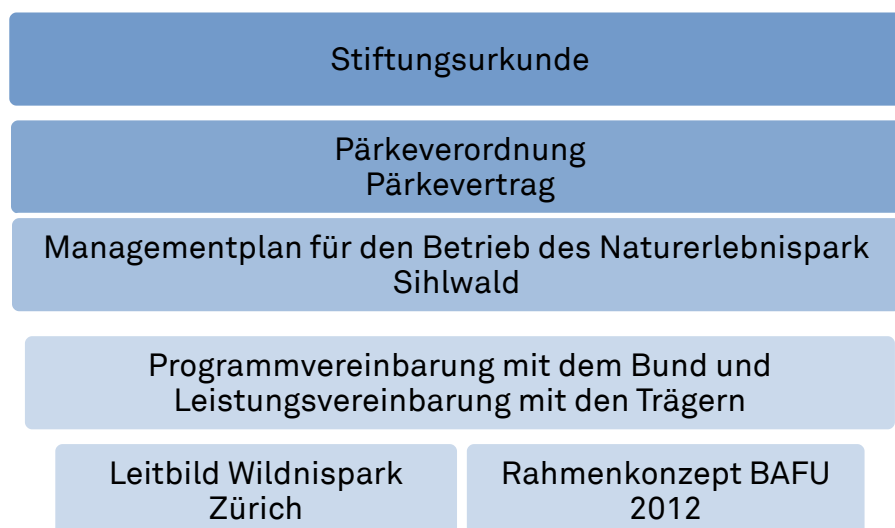 Stiftungsurkunde
Pärkeverordnung
Pärkevertrag
Managementplan für den Betrieb des Naturerlebnispark
Sihlwald
Programmvereinbarung mit dem Bund und
Leistungsvereinbarung mit den Trägern
Leitbild Wildnispark
Zürich
Rahmenkonzept BAFU
2012